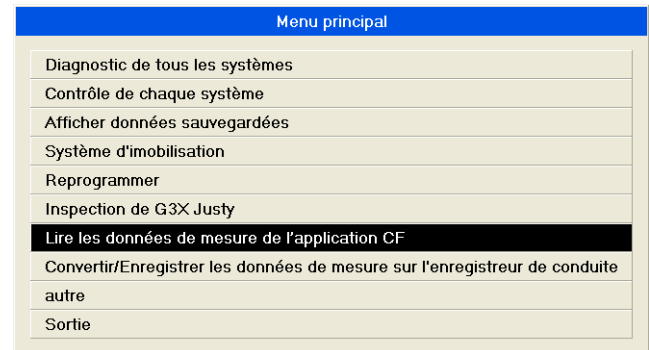 Menu principal
Diagnostic de tous les systèmes
Contrôle de chaque système
Afficher données sauvegardées
Système d'imobilisation
Reprogrammer
Inspection de G3X Justy
Lire les données de mesure de l'application CF
Convertir/Enregistrer les données de mesure sur l'enregistreur de conduite
autre
Sortie